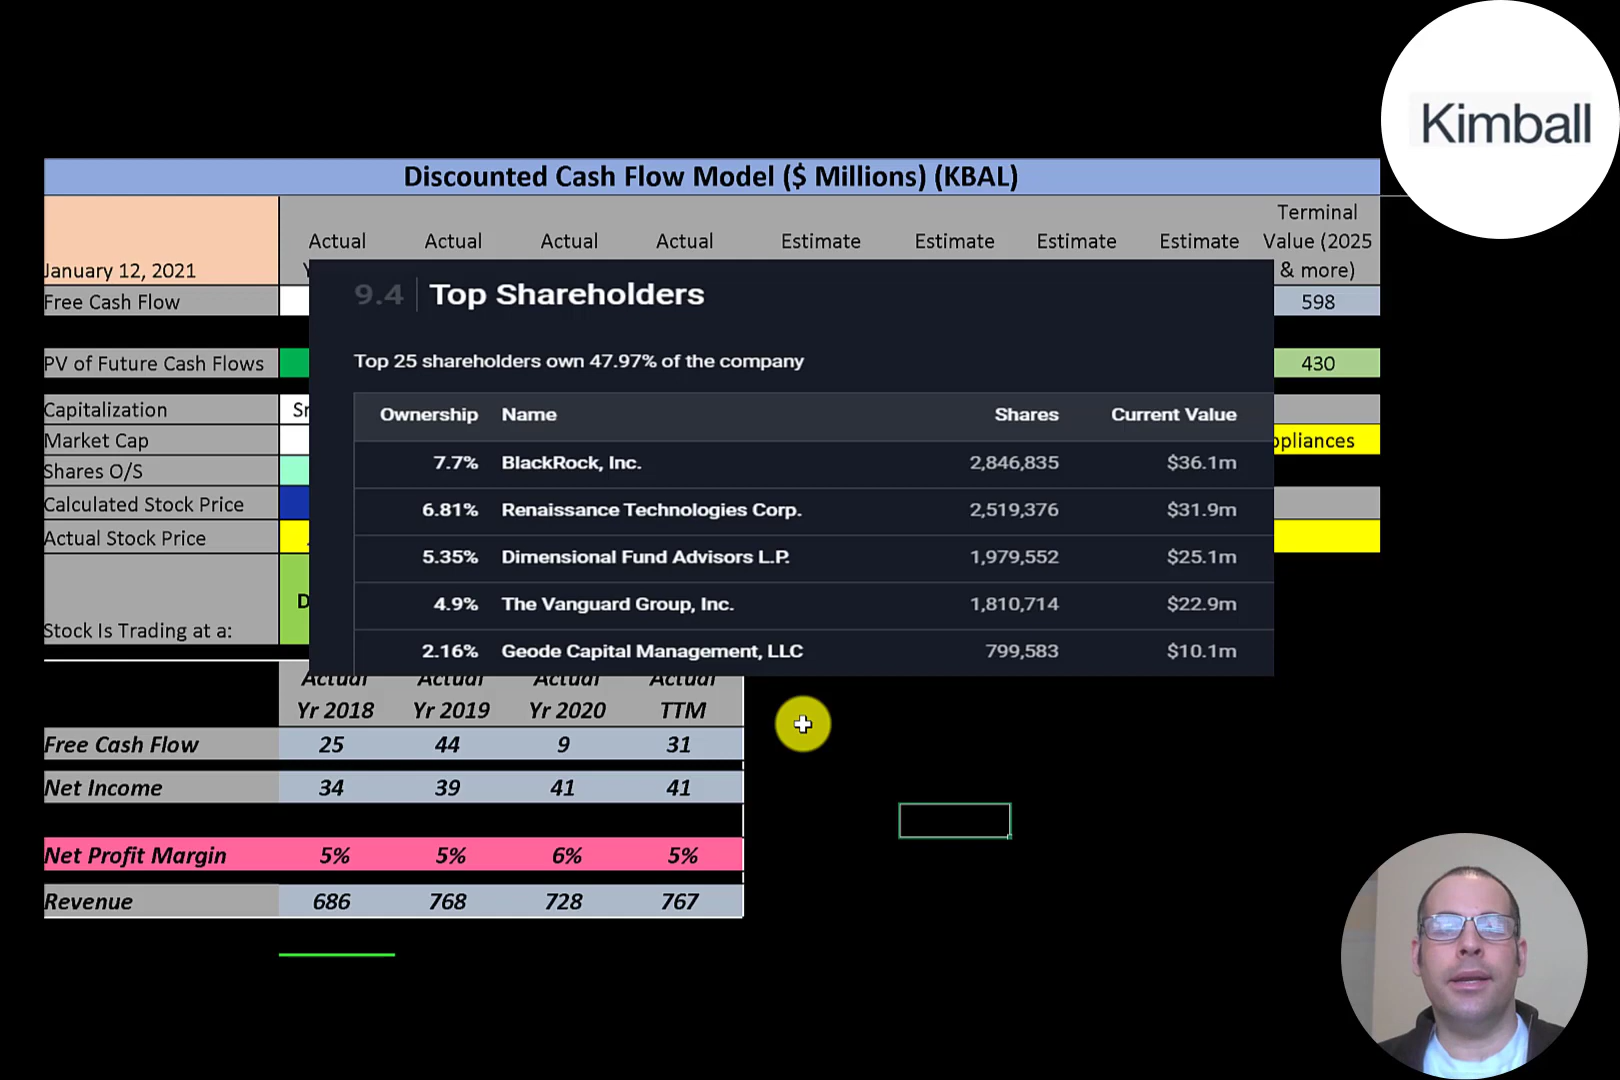 Kimball
Discounted Cash Flow Model ($ Millions) (KBAL)
January 12, 2021
Actual Actual Actual Actual Estimate Estimate Estimate Estimate Terminal Value (2025 & more)
Free Cash Flow 598
PV of Future Cash Flows 430
Capitalization
Market Cap
Shares O/S
Calculated Stock Price
Actual Stock Price
Stock Is Trading at a:
9.4 Top Shareholders
Top 25 shareholders own 47.97% of the company
Ownership Name Shares Current Value
7.7% BlackRock, Inc. 2,846,835 $36.1m
6.81% Renaissance Technologies Corp. 2,519,376 $31.9m
5.35% Dimensional Fund Advisors L.P. 1,979,552 $25.1m
4.9% The Vanguard Group, Inc. 1,810,714 $22.9m
2.16% Geode Capital Management, LLC 799,583 $10.1m
Actual Actual Actual Actual
Yr 2018 Yr 2019 Yr 2020 TTM
Free Cash Flow 25 44 9 31
Net Income 34 39 41 41
Net Profit Margin 5% 5% 6% 5%
Revenue 686 768 728 767